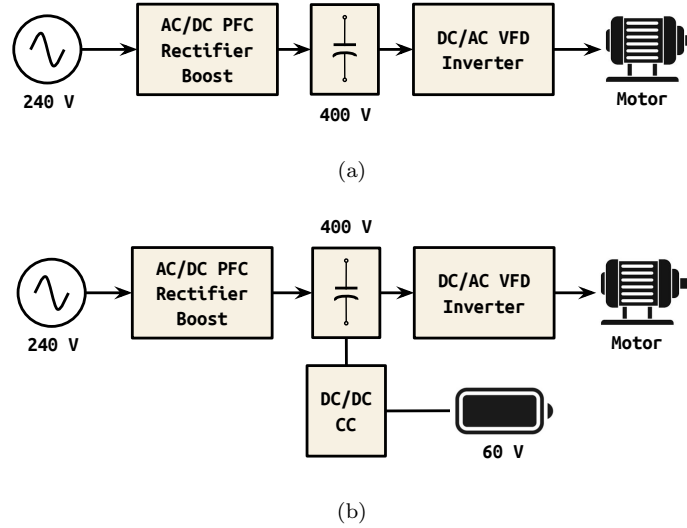 AC/DC PFC
Rectifier
Boost
DC/AC VFD
Inverter
240 V
400 V
Motor
(a)
400 V
AC/DC PFC
Rectifier
Boost
DC/AC VFD
Inverter
240 V
Motor
DC/DC
CC
60 V
(b)